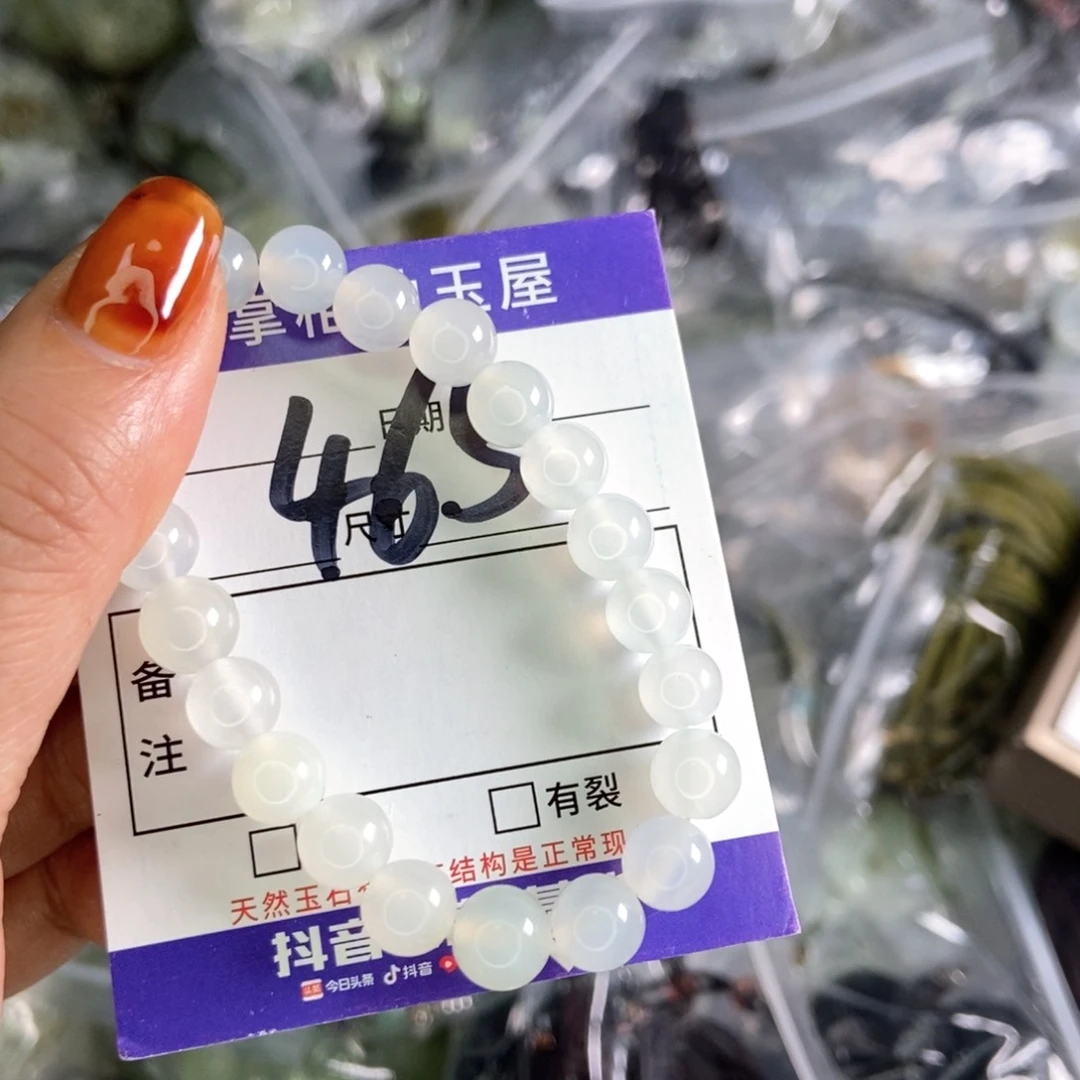 掌柜 玉屋
日期
465
尺寸
备
注
有裂
天然玉石 结构是正常现
抖音
今日头条 抖音